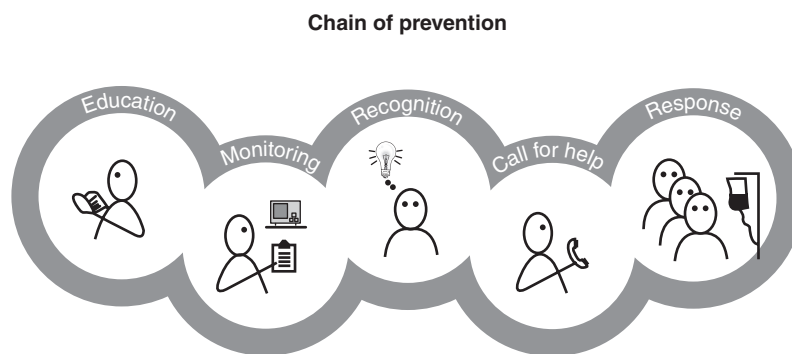 Chain of prevention
Education
Monitoring
Recognition
Call for help
Response